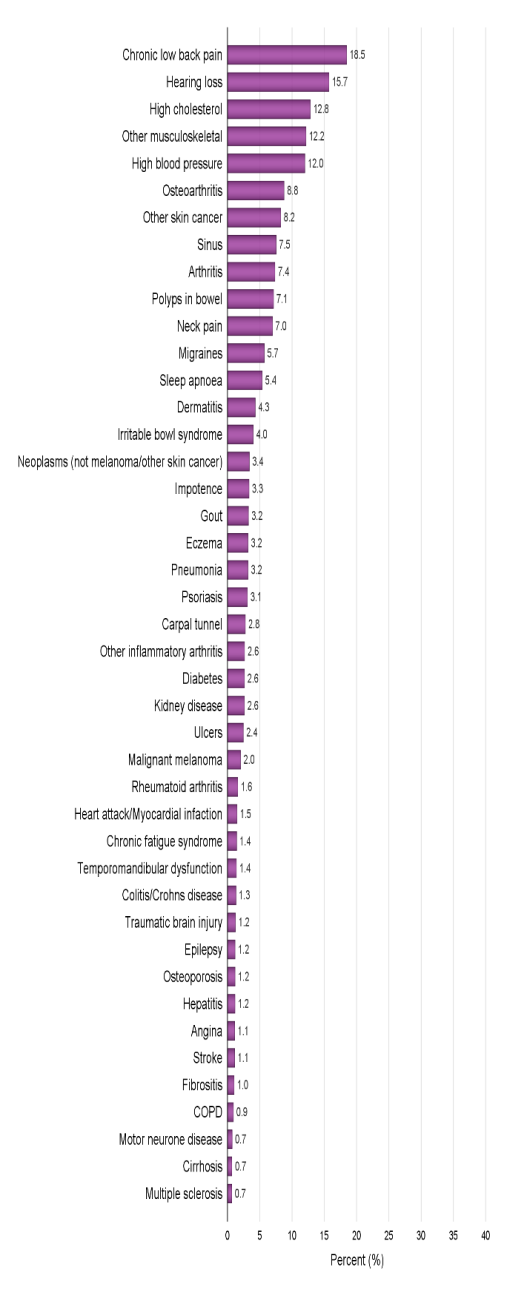 Chronic low back pain 18.5
Hearing loss 15.7
High cholesterol 12.8
Other musculoskeletal 12.2
High blood pressure 12.0
Osteoarthritis 8.8
Other skin cancer 8.2
Sinus 7.5
Arthritis 7.4
Polyps in bowel 7.1
Neck pain 7.0
Migraines 5.7
Sleep apnoea 5.4
Dermatitis 4.3
Irritable bowl syndrome 4.0
Neoplasms (not melanoma/other skin cancer) 3.4
Impotence 3.3
Gout 3.2
Eczema 3.2
Pneumonia 3.2
Psoriasis 3.1
Carpal tunnel 2.8
Other inflammatory arthritis 2.6
Diabetes 2.6
Kidney disease 2.6
Ulcers 2.4
Malignant melanoma 2.0
Rheumatoid arthritis 1.6
Heart attack/Myocardial infaction 1.5
Chronic fatigue syndrome 1.4
Temporomandibular dysfunction 1.4
Colitis/Crohns disease 1.3
Traumatic brain injury 1.2
Epilepsy 1.2
Osteoporosis 1.2
Hepatitis 1.2
Angina 1.1
Stroke 1.1
Fibrositis 1.0
COPD 0.9
Motor neurone disease 0.7
Cirrhosis 0.7
Multiple sclerosis 0.7
0 5 10 15 20 25 30 35 40
Percent (%)